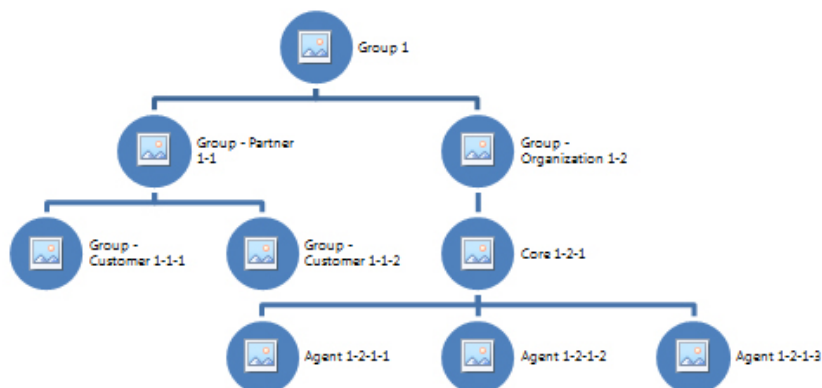 Group 1
Group - Partner
1-1
Group -
Organization 1-2
Group -
Customer 1-1-1
Group -
Customer 1-1-2
Core 1-2-1
Agent 1-2-1-1
Agent 1-2-1-2
Agent 1-2-1-3